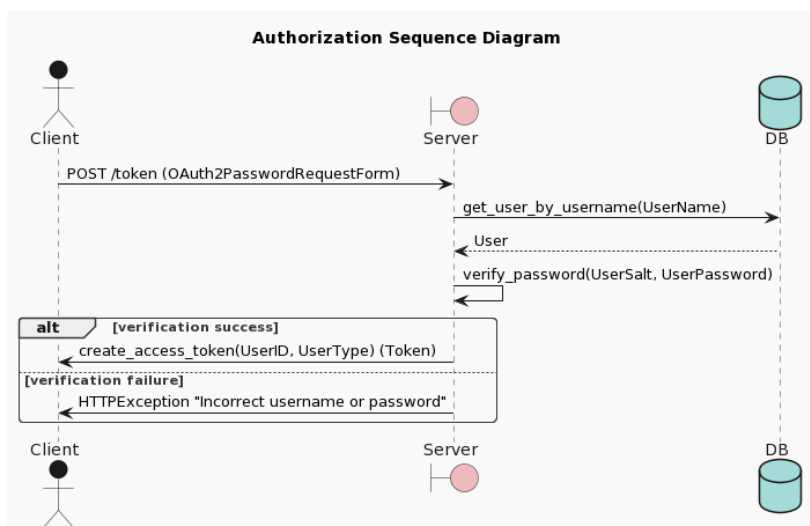 Authorization Sequence Diagram
Client
Server
DB
POST /token (OAuth2PasswordRequestForm)
get_user_by_username(UserName)
User
verify_password(UserSalt, UserPassword)
alt [verification success]
create_access_token(UserID, UserType) (Token)
[verification failure]
HTTPException "Incorrect username or password"
Client
Server
DB